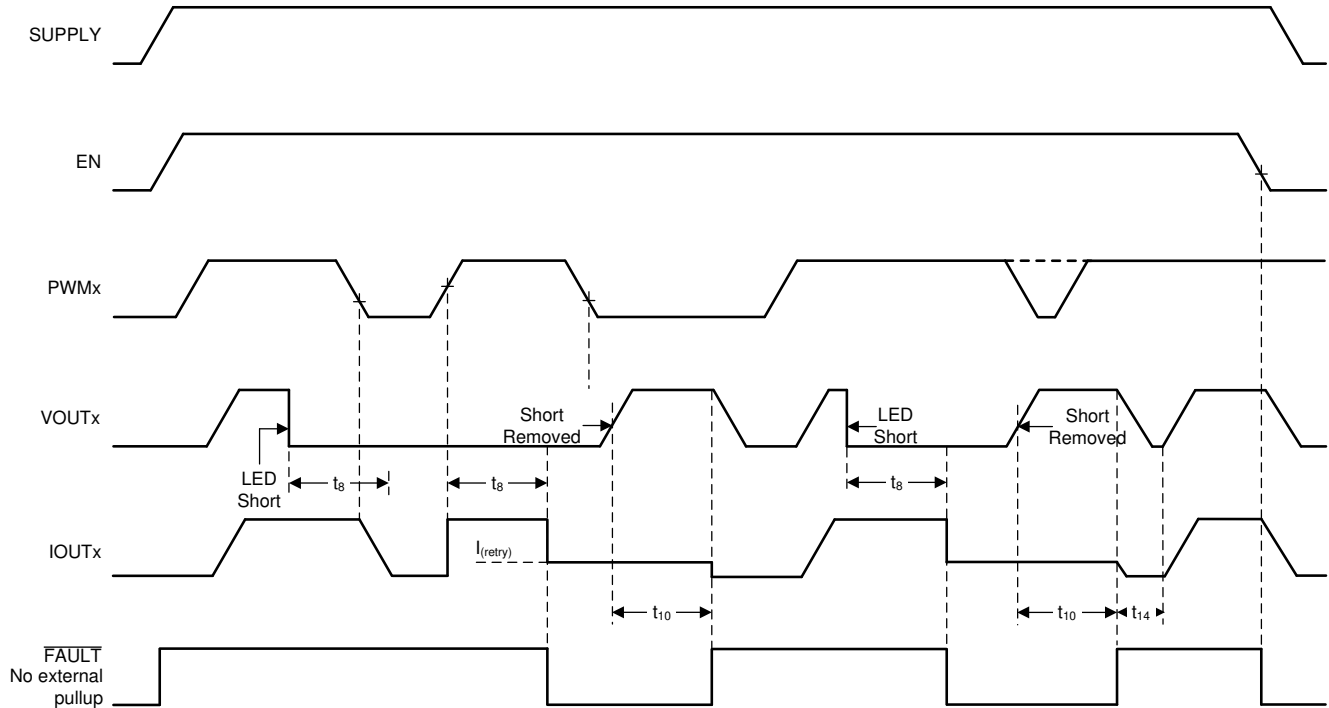 SUPPLY
EN
PWMx
VOUTx
LED
Short
t8
t8
Short
Removed
LED
Short
t8
Short
Removed
IOUTx
I(retry)
t10
t10
t14
FAULT
No external
pullup